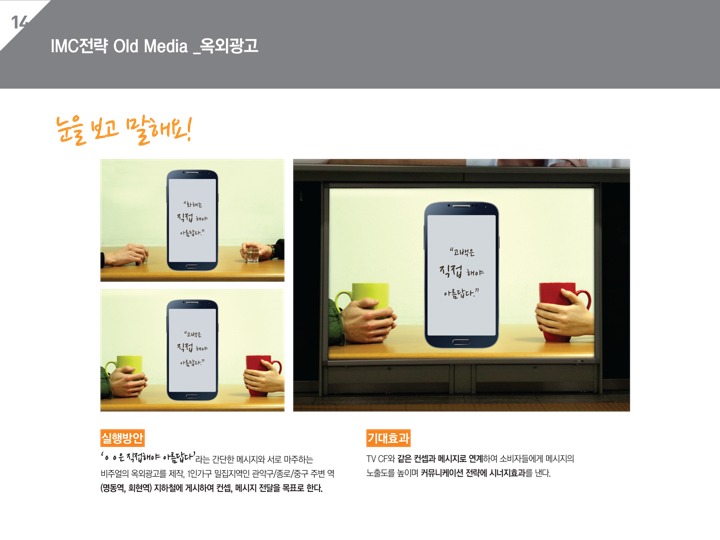 14
IMC전략 Old Media _옥외광고
눈을 보고 말해요!
“화해는
직접 해야
아름답다.”
“고백은
직접 해야
아름답다.”
“고백은
직접 해야
아름답다.”
실행방안
‘ㅇㅇ은 직접해야 아름답다’라는 간단한 메시지와 서로 마주하는
비주얼의 옥외광고를 제작, 1인가구 밀집지역인 관악구/종로/중구 주변 역
(명동역, 회현역) 지하철에 게시하여 컨셉, 메시지 전달을 목표로 한다.
기대효과
TV CF와 같은 컨셉과 메시지로 연계하여 소비자들에게 메시지의
노출도를 높이며 커뮤니케이션 전략에 시너지효과를 낸다.